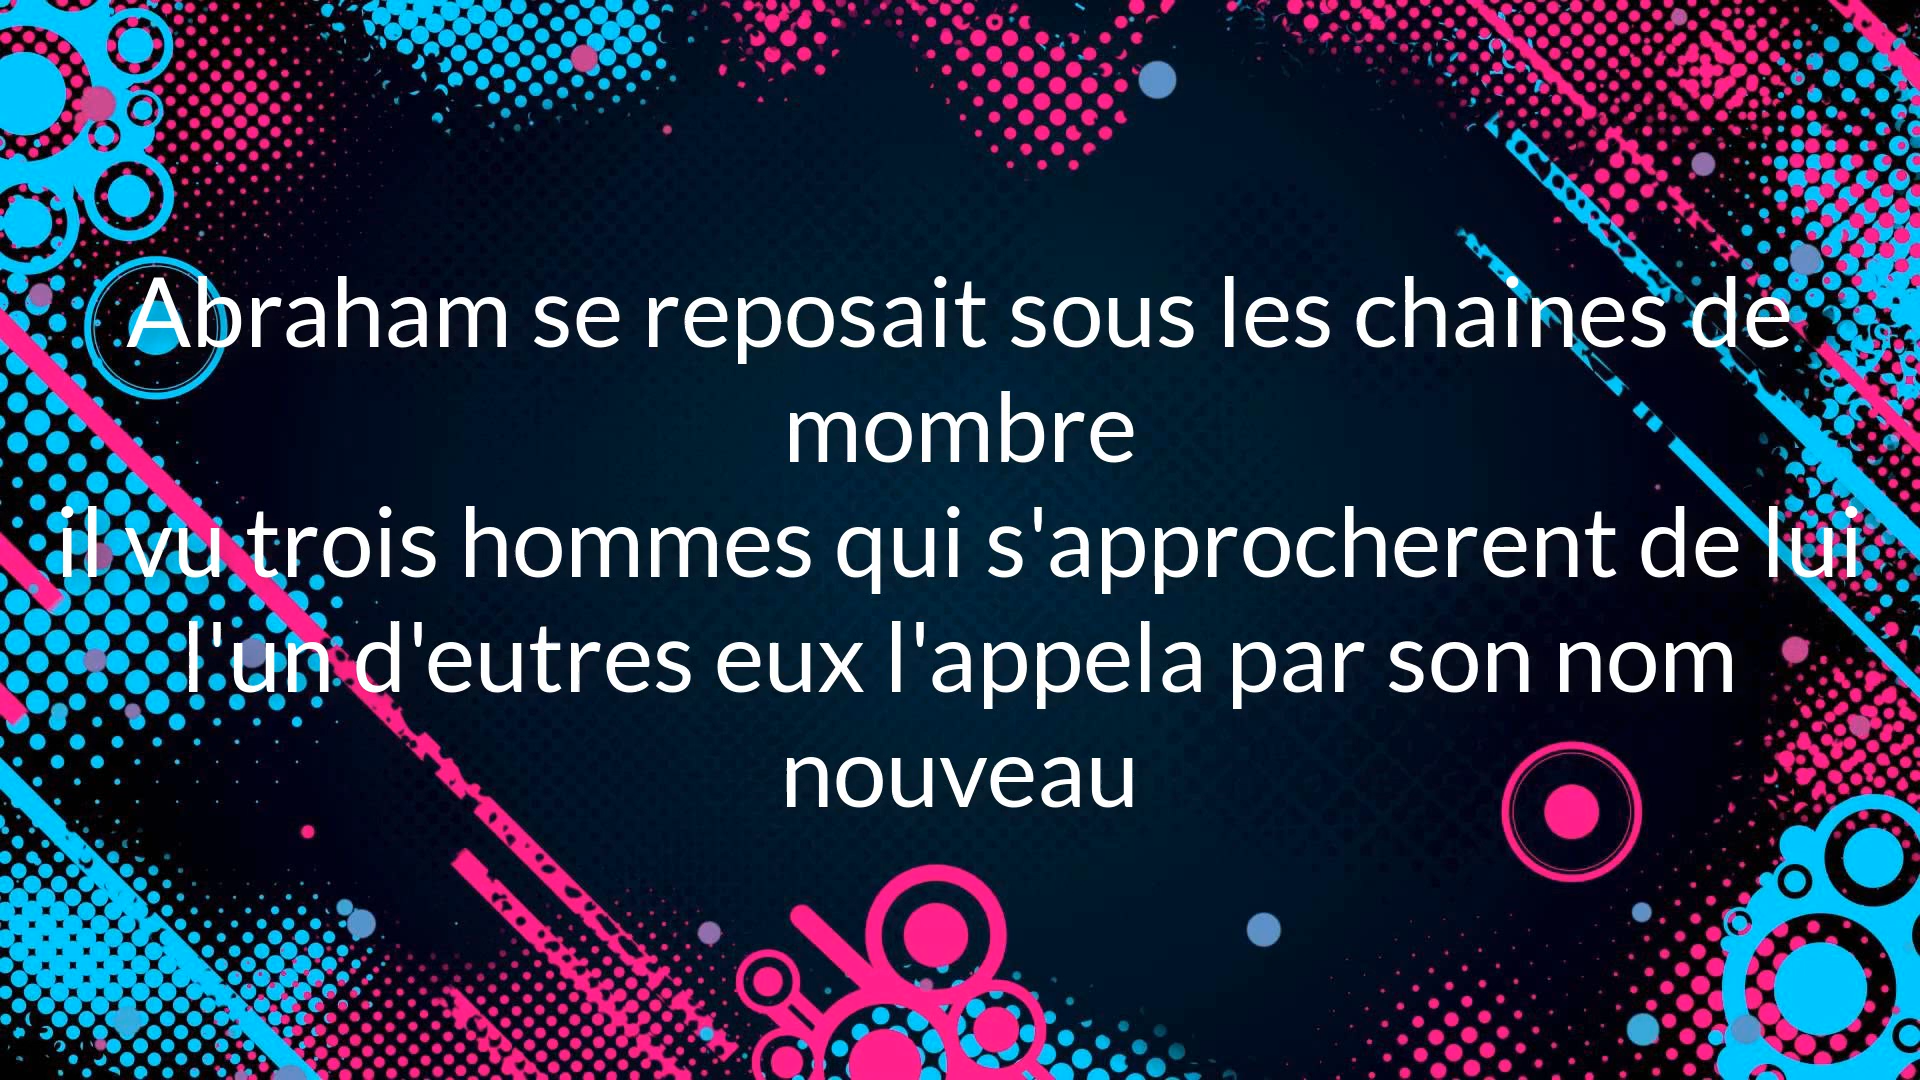 Abraham se reposait sous les chaines de
mombre
il vu trois hommes qui s'approcherent de lui
l'un d'eutres eux l'appela par son nom
nouveau